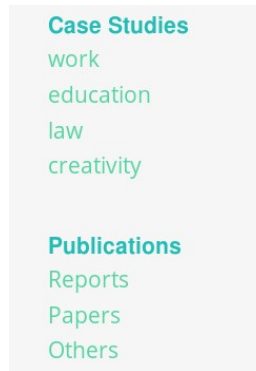 Case Studies
work
education
law
creativity
Publications
Reports
Papers
Others